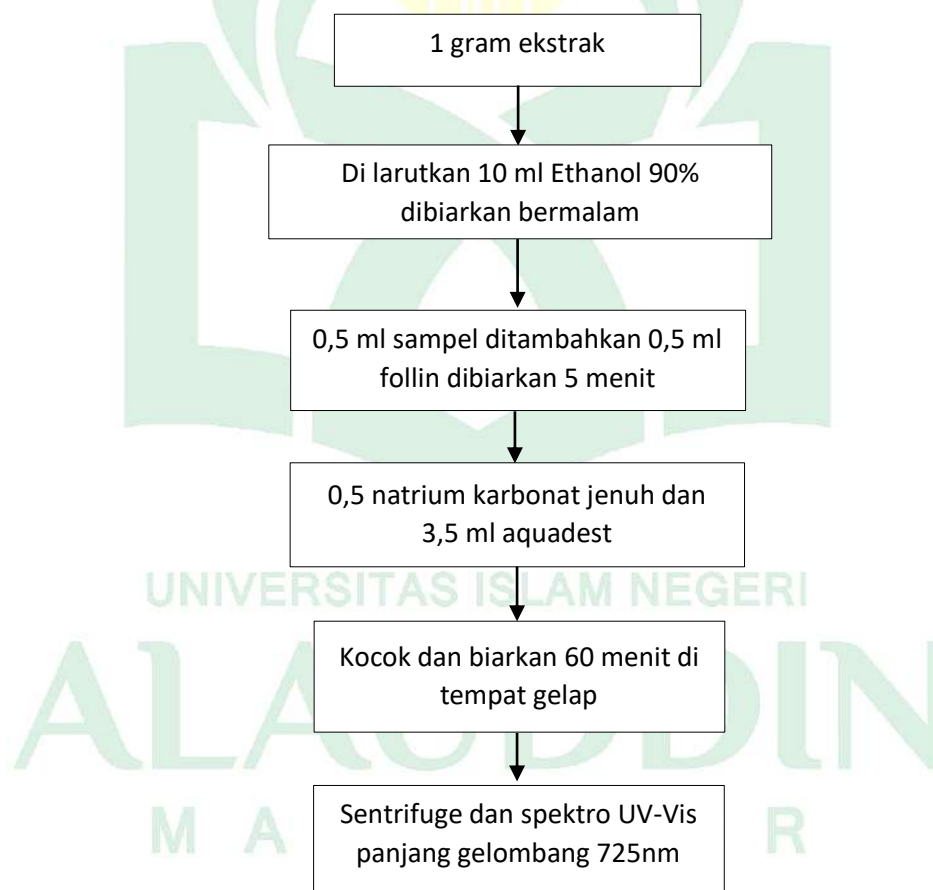 1 gram ekstrak
Di larutkan 10 ml Ethanol 90%
dibiarkan bermalam
0,5 ml sampel ditambahkan 0,5 ml
follin dibiarkan 5 menit
0,5 natrium karbonat jenuh dan
3,5 ml aquadest
UNIVERSITAS ISLAM NEGERI
Kocok dan biarkan 60 menit di
tempat gelap
ALAUDDIN
Sentrifuge dan spektro UV-Vis
panjang gelombang 725nm
M A R